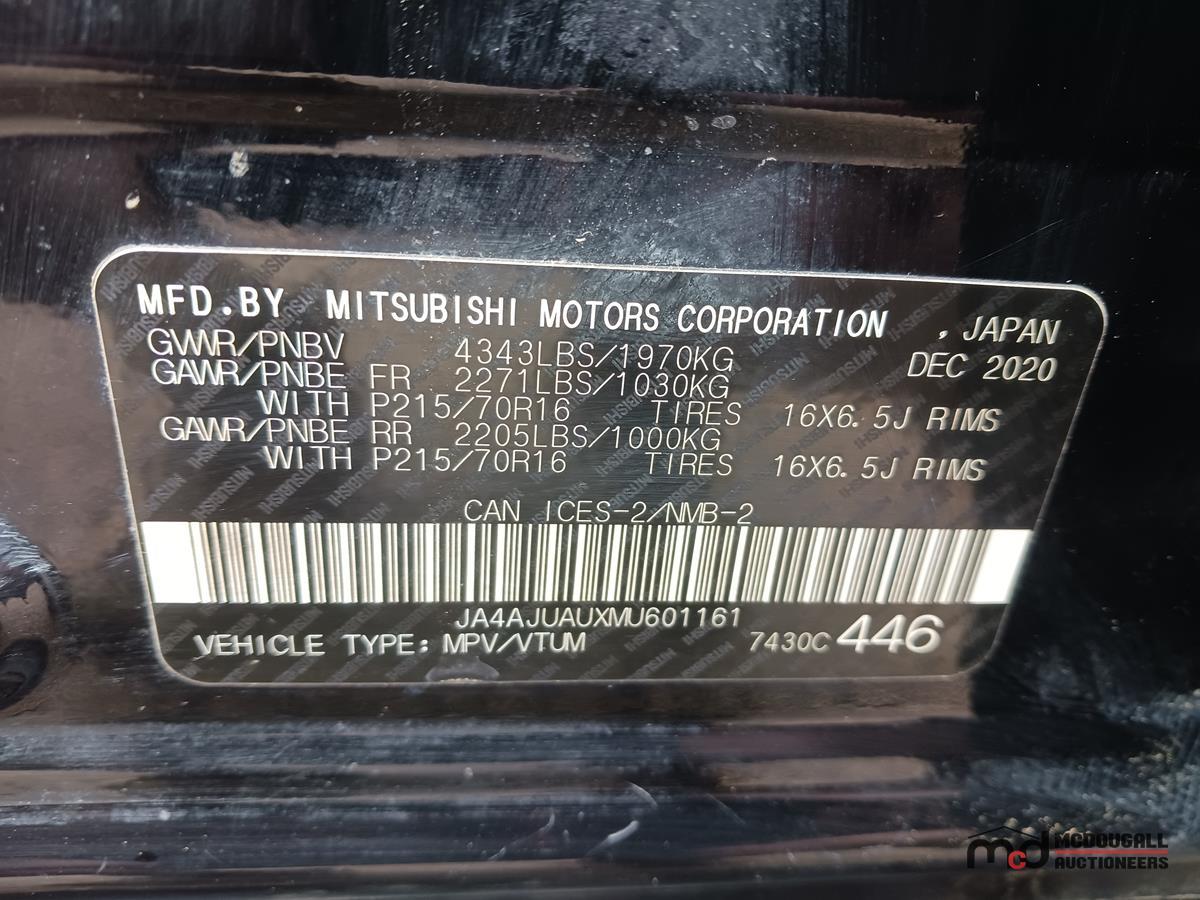 MFD.BY MITSUBISHI MOTORS CORPORATION , JAPAN
GVWR/PNBV 4343LBS/1970KG DEC 2020
GAWR/PNBE FR 2271LBS/1030KG
WITH P215/70R16 TIRES 16X6.5J RIMS
GAWR/PNBE RR 2205LBS/1000KG
WITH P215/70R16 TIRES 16X6.5J RIMS
CAN ICES-2/NMB-2
JA4AJUAUXMU601161
VEHICLE TYPE: MPV/VTUM 7430C 446
mcd MCDOUGALL
AUCTIONEERS